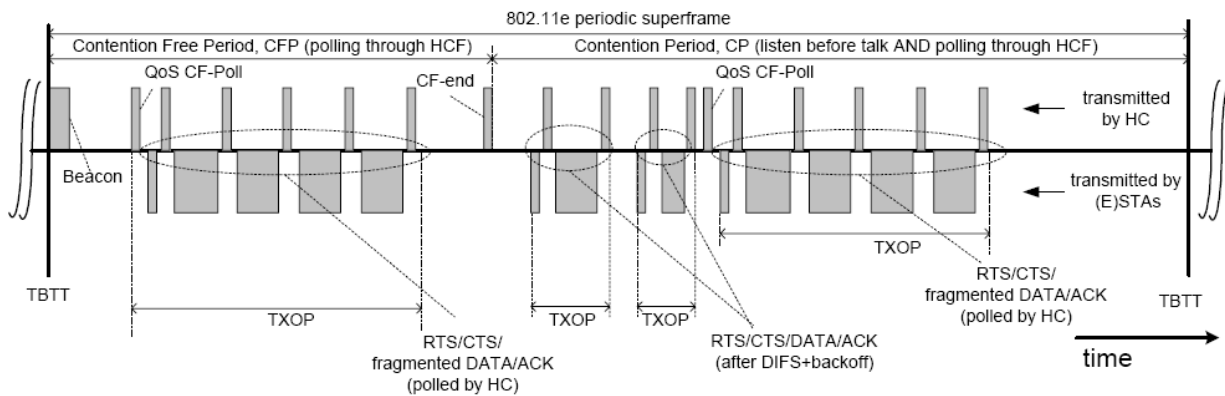 802.11e periodic superframe
Contention Free Period, CFP (polling through HCF)
Contention Period, CP (listen before talk AND polling through HCF)
QoS CF-Poll
CF-end
QoS CF-Poll
transmitted
by HC
Beacon
transmitted by
(E)STAs
TXOP
TBTT
TXOP
TXOP
TXOP
RTS/CTS/
fragmented DATA/ACK
(polled by HC)
TBTT
RTS/CTS/
fragmented DATA/ACK
(polled by HC)
RTS/CTS/DATA/ACK
(after DIFS+backoff)
time